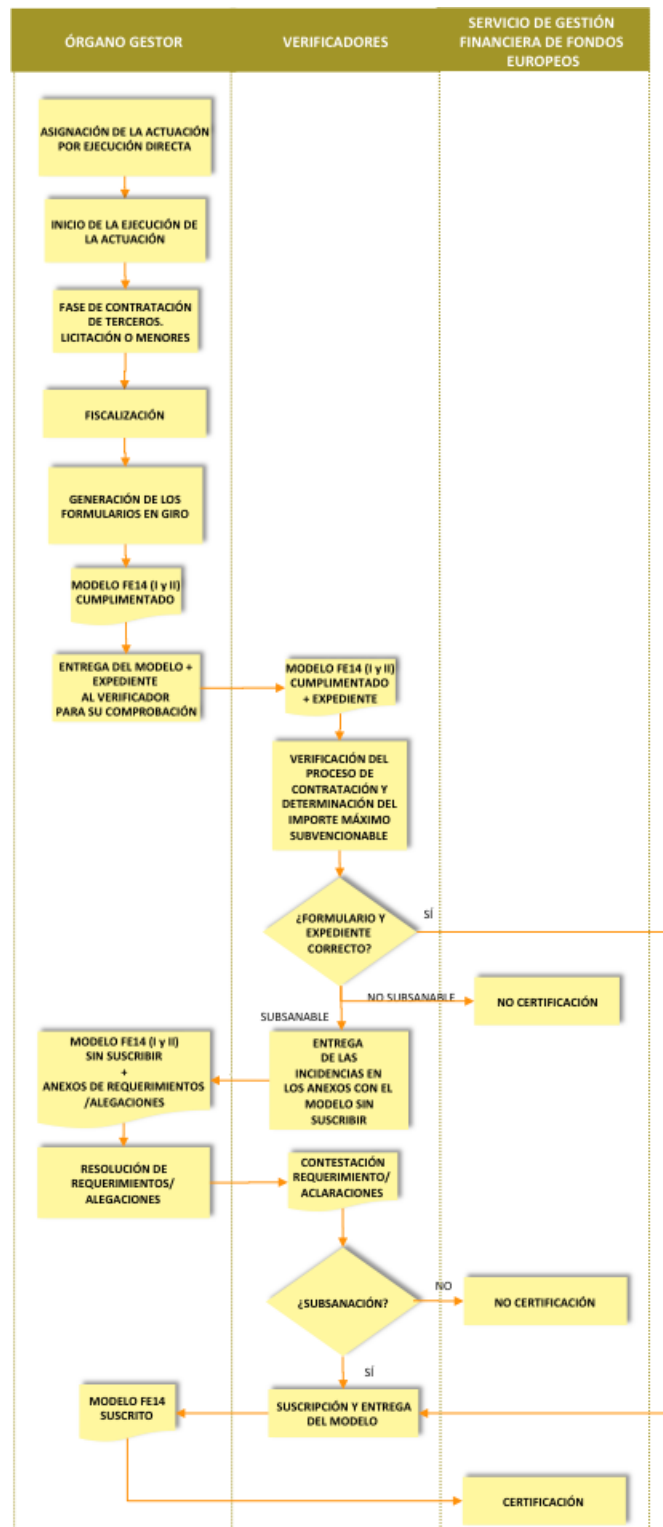 ÓRGANO GESTOR
VERIFICADORES
SERVICIO DE GESTIÓN
FINANCIERA DE FONDOS
EUROPEOS
ASIGNACIÓN DE LA ACTUACIÓN
POR EJECUCIÓN DIRECTA
INICIO DE LA EJECUCIÓN DE
LA ACTUACIÓN
FASE DE CONTRATACIÓN
DE TERCEROS.
LICITACIÓN O MENORES
FISCALIZACIÓN
GENERACIÓN DE LOS
FORMULARIOS EN GIRO
MODELO FE14 (I y II)
CUMPLIMENTADO
ENTREGA DEL MODELO +
EXPEDIENTE
AL VERIFICADOR
PARA SU COMPROBACIÓN
MODELO FE14 (I y II)
CUMPLIMENTADO
+ EXPEDIENTE
VERIFICACIÓN DEL
PROCESO DE
CONTRATACIÓN Y
DETERMINACIÓN DEL
IMPORTE MÁXIMO
SUBVENCIONABLE
¿FORMULARIO Y
EXPEDIENTE
CORRECTO?
SÍ
NO SUBSANABLE
NO CERTIFICACIÓN
SUBSANABLE
ENTREGA
DE LAS
INCIDENCIAS EN
LOS ANEXOS CON EL
MODELO SIN
SUSCRIBIR
MODELO FE14 (I y II)
SIN SUSCRIBIR
+
ANEXOS DE REQUERIMIENTOS
/ALEGACIONES
RESOLUCIÓN DE
REQUERIMIENTOS/
ALEGACIONES
CONTESTACIÓN
REQUERIMIENTO/
ACLARACIONES
¿SUBSANACIÓN?
NO
NO CERTIFICACIÓN
SÍ
SUSCRIPCIÓN Y ENTREGA
DEL MODELO
MODELO FE14
SUSCRITO
CERTIFICACIÓN